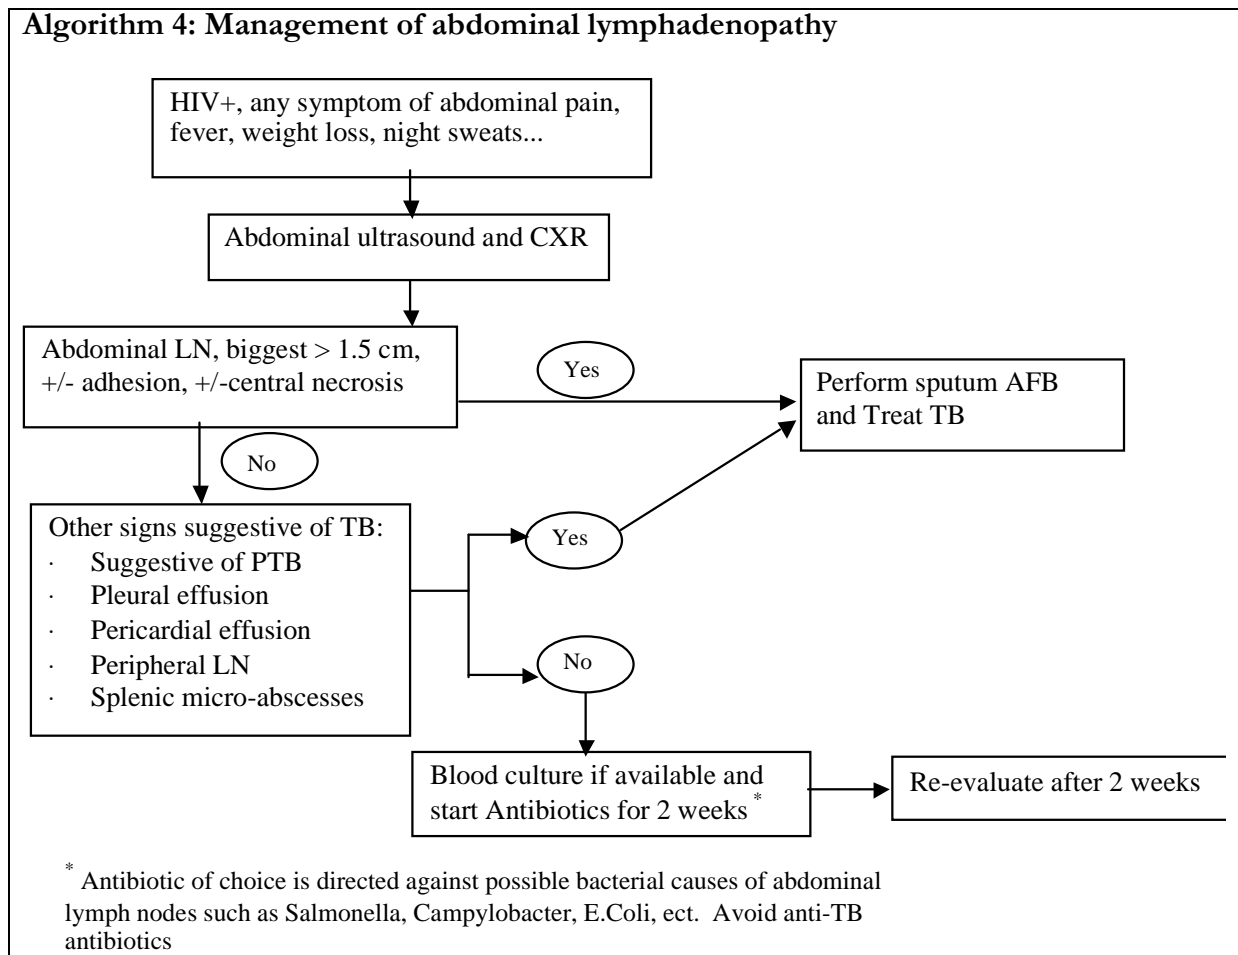 Algorithm 4: Management of abdominal lymphadenopathy
HIV+, any symptom of abdominal pain,
fever, weight loss, night sweats...
Abdominal ultrasound and CXR
Abdominal LN, biggest > 1.5 cm,
+/- adhesion, +/-central necrosis
Yes
Perform sputum AFB
and Treat TB
No
Other signs suggestive of TB:
· Suggestive of PTB
· Pleural effusion
· Pericardial effusion
· Peripheral LN
· Splenic micro-abscesses
Yes
No
Blood culture if available and
start Antibiotics for 2 weeks *
Re-evaluate after 2 weeks
* Antibiotic of choice is directed against possible bacterial causes of abdominal
lymph nodes such as Salmonella, Campylobacter, E.Coli, ect. Avoid anti-TB
antibiotics